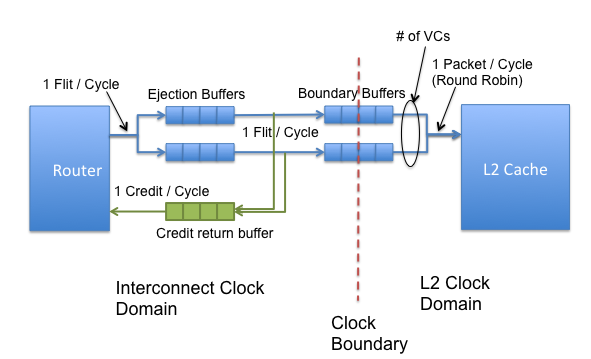 # of VCs
1 Packet / Cycle
(Round Robin)
1 Flit / Cycle
Ejection Buffers
Boundary Buffers
1 Flit / Cycle
Router
L2 Cache
1 Credit / Cycle
Credit return buffer
Interconnect Clock
Domain
L2 Clock
Domain
Clock
Boundary